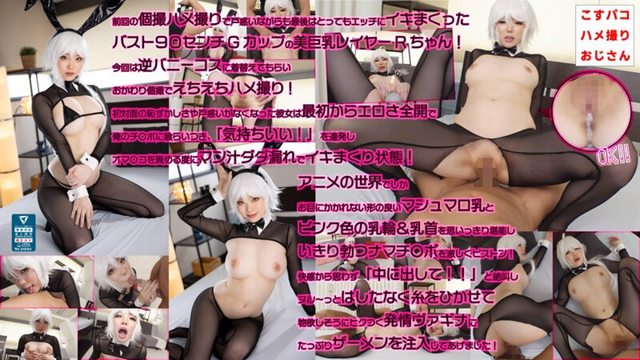 前回の個撮ハメ撮りで戸惑いながらも最後はとってもエッチにイキまくった
バスト90センチGカップの美巨乳レイヤーRちゃん!
今回は逆バニーコスに着替えてもらい
おかわり個撮でえちえちハメ撮り!
初対面の恥ずかしさや戸惑いがなくなった彼女は最初からエロさ全開で
俺のチ○ポに喰らいつき、「気持ちいい!」を連発し
オマ○コを責める度にマン汁ダダ漏れでイキまくり状態!
アニメの世界でしか
お目にかかれない形の良いマシュマロ乳と
ピンク色の乳輪&乳首を思いっきり堪能し
いきり勃つナマチ○ポを激しくピストン!
快感から思わず「中に出して!!」と絶叫し
ヌレ〜っとはしたなく糸をひかせて
物欲しそうにヒクつく発情ヴァギナに
たっぷりザーメンを注入してあげました!
こすパコ
ハメ撮り
おじさん
OK!!